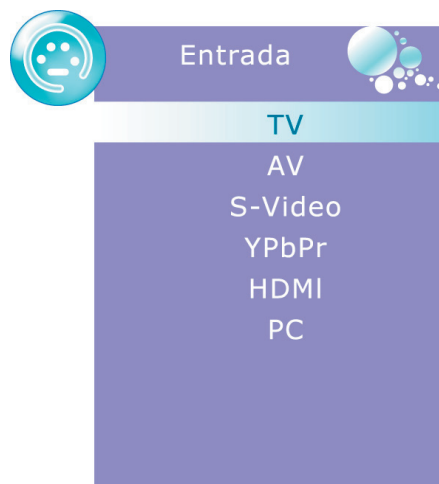 Entrada
TV
AV
S-Video
YPbPr
HDMI
PC